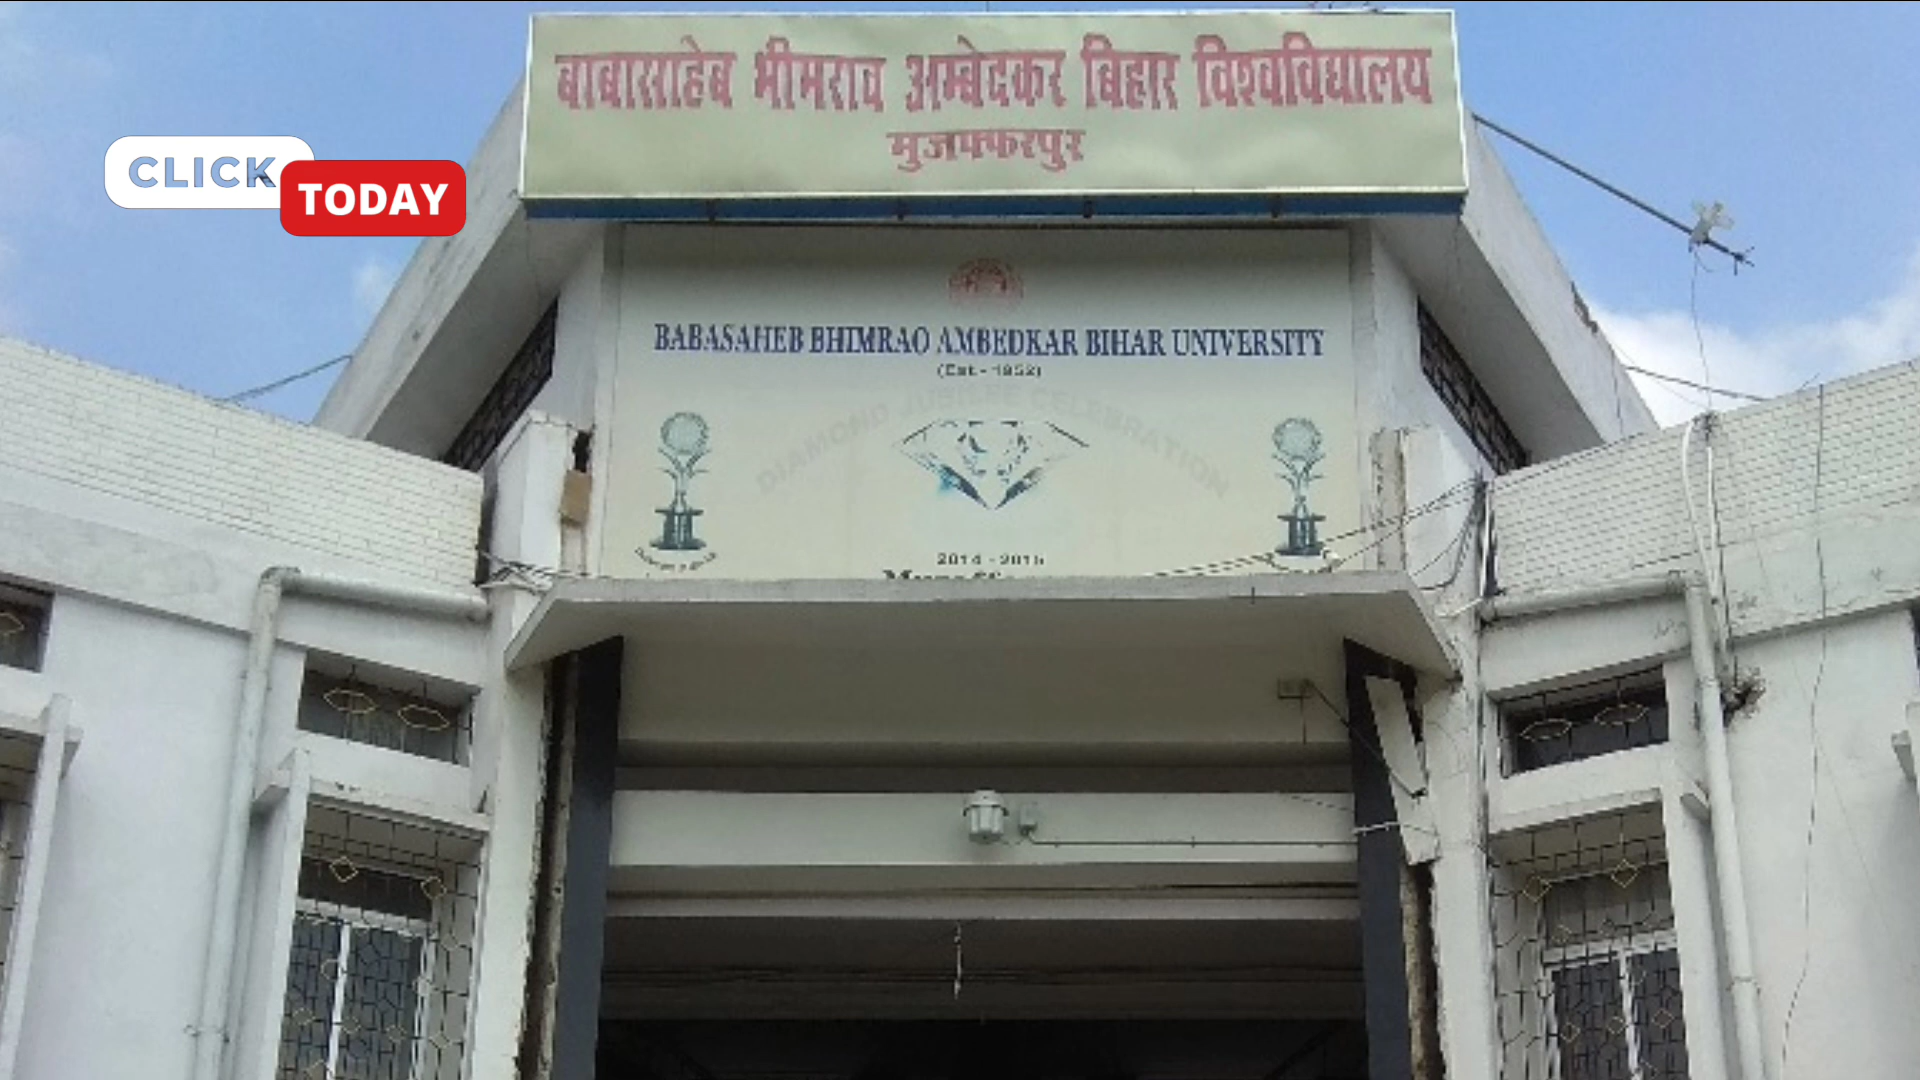 बाबासाहेब भीमराव अम्बेदकर बिहार विश्वविद्यालय
मुजफ्फरपुर
CLICK
TODAY
BABASAHEB BHIMRAO AMBEDKAR BIHAR UNIVERSITY
(Est - 1952)
DIAMOND JUBILEE CELEBRATION
2014 - 2015